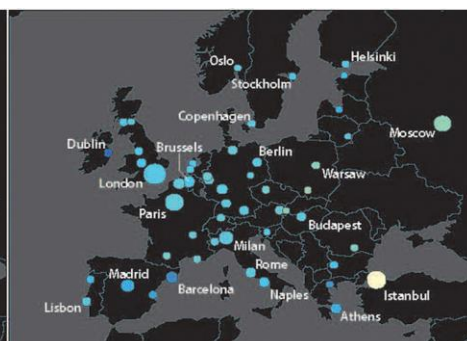 Oslo
Helsinki
Stockholm
Copenhagen
Moscow
Dublin
Brussels
Berlin
London
Warsaw
Paris
Budapest
Milan
Madrid
Rome
Barcelona
Naples
Istanbul
Lisbon
Athens